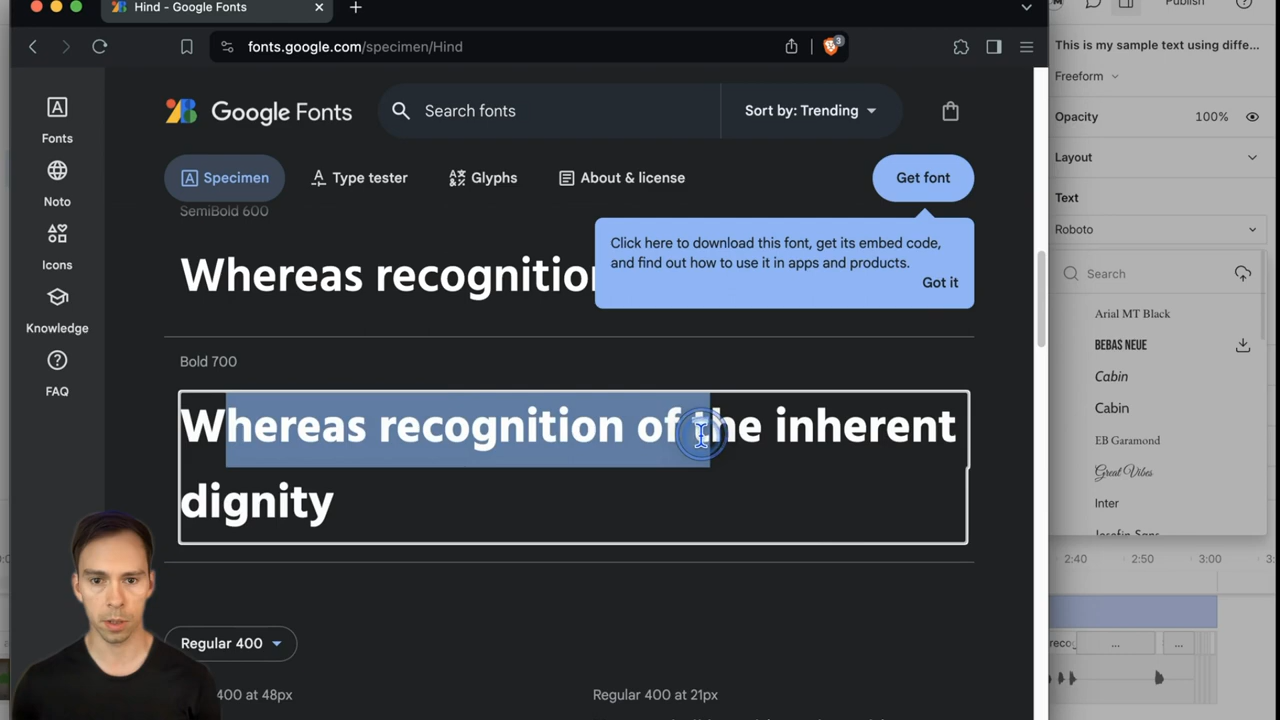 Hind - Google Fonts
Publish
fonts.google.com/specimen/Hind
3
This is my sample text using diffe...
Freeform
Google Fonts
Search fonts
Sort by: Trending
Opacity
100%
Fonts
Layout
Specimen
Type tester
Glyphs
About & license
Get font
Noto
Text
SemiBold 600
Roboto
Click here to download this font, get its embed code,
and find out how to use it in apps and products.
Got it
Icons
Whereas recognition
Search
Knowledge
Arial MT Black
FAQ
Bold 700
BEBAS NEUE
Cabin
Cabin
Whereas recognition of the inherent
dignity
EB Garamond
Great Vibes
Inter
Josefin Sans
2:40
2:50
3:00
Regular 400
...
...
400 at 48px
Regular 400 at 21px